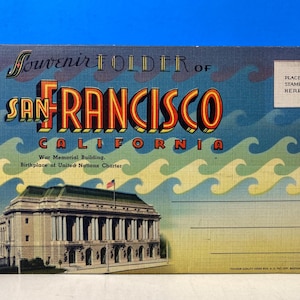 Souvenir FOLDER OF
SAN FRANCISCO
CALIFORNIA
War Memorial Building,
Birthplace of United Nations Charter
PLACE
STAMP
HERE